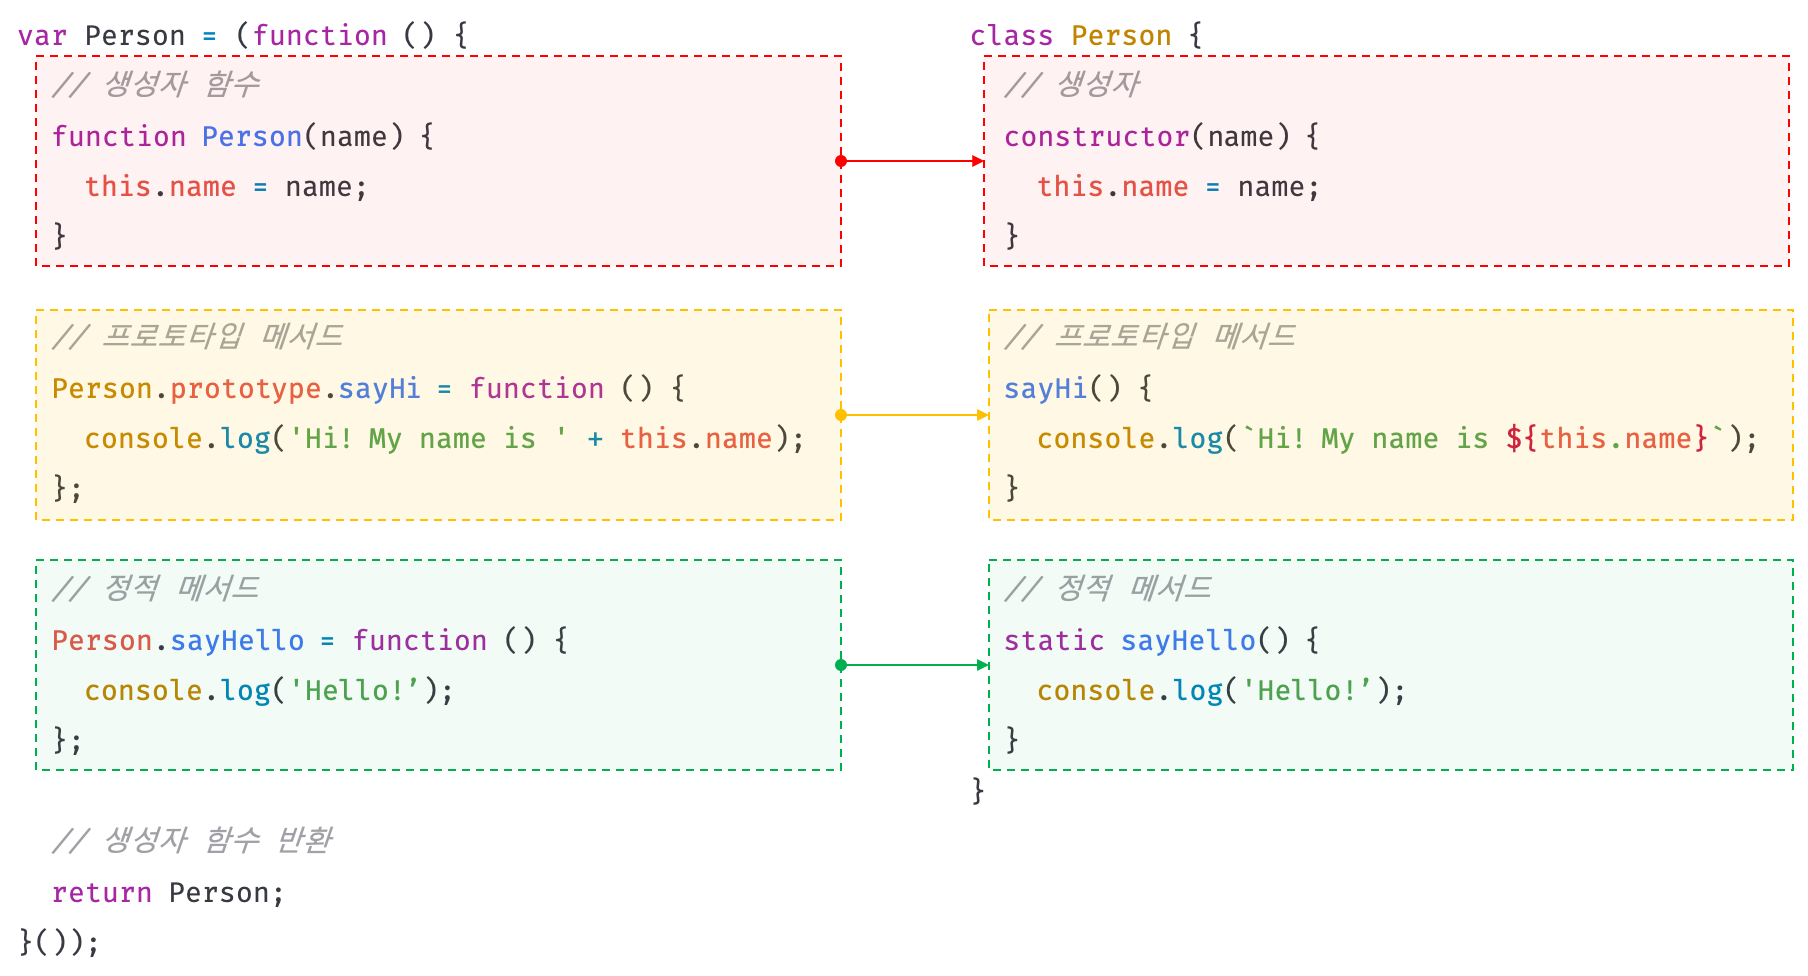 var Person = (function () {
  // 생성자 함수
  function Person(name) {
    this.name = name;
  }
  // 프로토타입 메서드
  Person.prototype.sayHi = function () {
    console.log('Hi! My name is ' + this.name);
  };
  // 정적 메서드
  Person.sayHello = function () {
    console.log('Hello!’);
  };
  // 생성자 함수 반환
  return Person;
}());
class Person {
  // 생성자
  constructor(name) {
    this.name = name;
  }
  // 프로토타입 메서드
  sayHi() {
    console.log(`Hi! My name is ${this.name}`);
  }
  // 정적 메서드
  static sayHello() {
    console.log('Hello!’);
  }
}